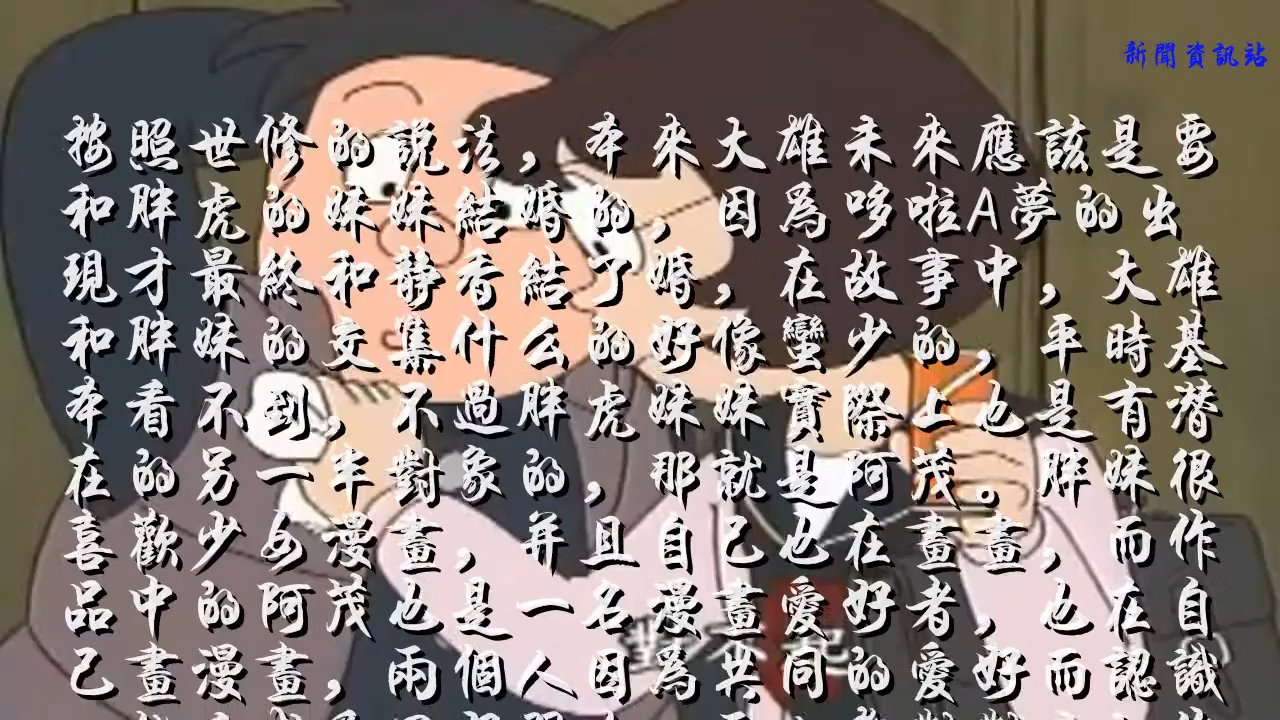 新聞資訊站
按照世修的說法，本來大雄未來應該是要
和胖虎的妹妹結婚的，因爲哆啦A夢的出
現才最終和靜香結了婚，在故事中，大雄
和胖妹的交集什么的好像蠻少的，平時基
本看不到，不過胖虎妹妹實際上也是有潛
在的另一半對象的，那就是阿茂。胖妹很
喜歡少女漫畫，并且自己也在畫畫，而作
品中的阿茂也是一名漫畫愛好者，也在自
己畫漫畫，兩個人因爲共同的愛好而認識